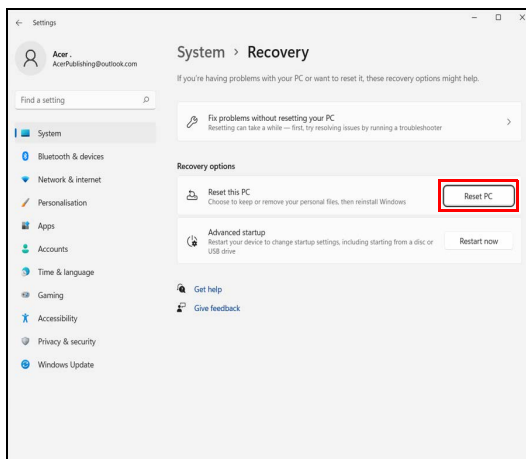 Settings
Acer .
AcerPublishing@outlook.com
Find a setting
System
Bluetooth & devices
Network & internet
Personalisation
Apps
Accounts
Time & language
Gaming
Accessibility
Privacy & security
Windows Update
System > Recovery
If you're having problems with your PC or want to reset it, these recovery options might help.
Fix problems without resetting your PC
Resetting can take a while — first, try resolving issues by running a troubleshooter
Recovery options
Reset this PC
Choose to keep or remove your personal files, then reinstall Windows
Reset PC
Advanced startup
Restart your device to change startup settings, including starting from a disc or
USB drive
Restart now
Get help
Give feedback